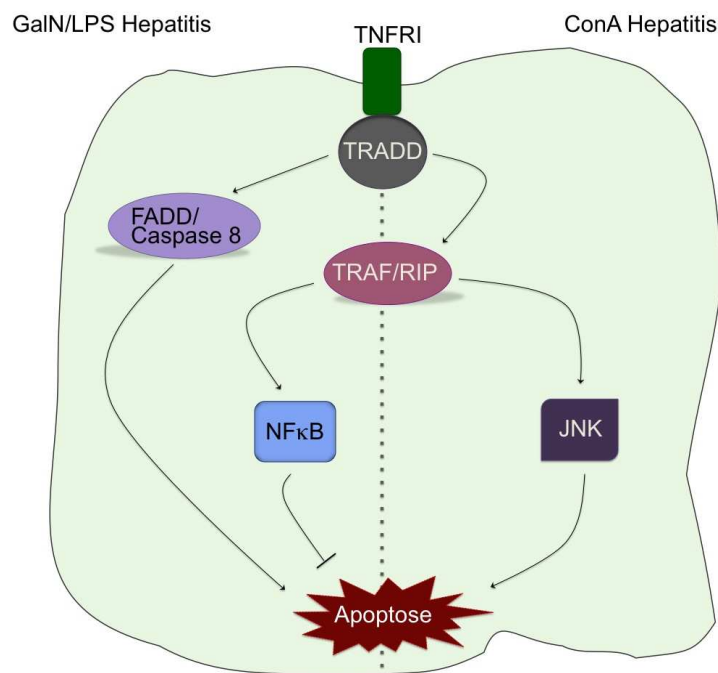 GalN/LPS Hepatitis
TNFRI
ConA Hepatitis
TRADD
FADD/
Caspase 8
TRAF/RIP
NFκB
JNK
Apoptose